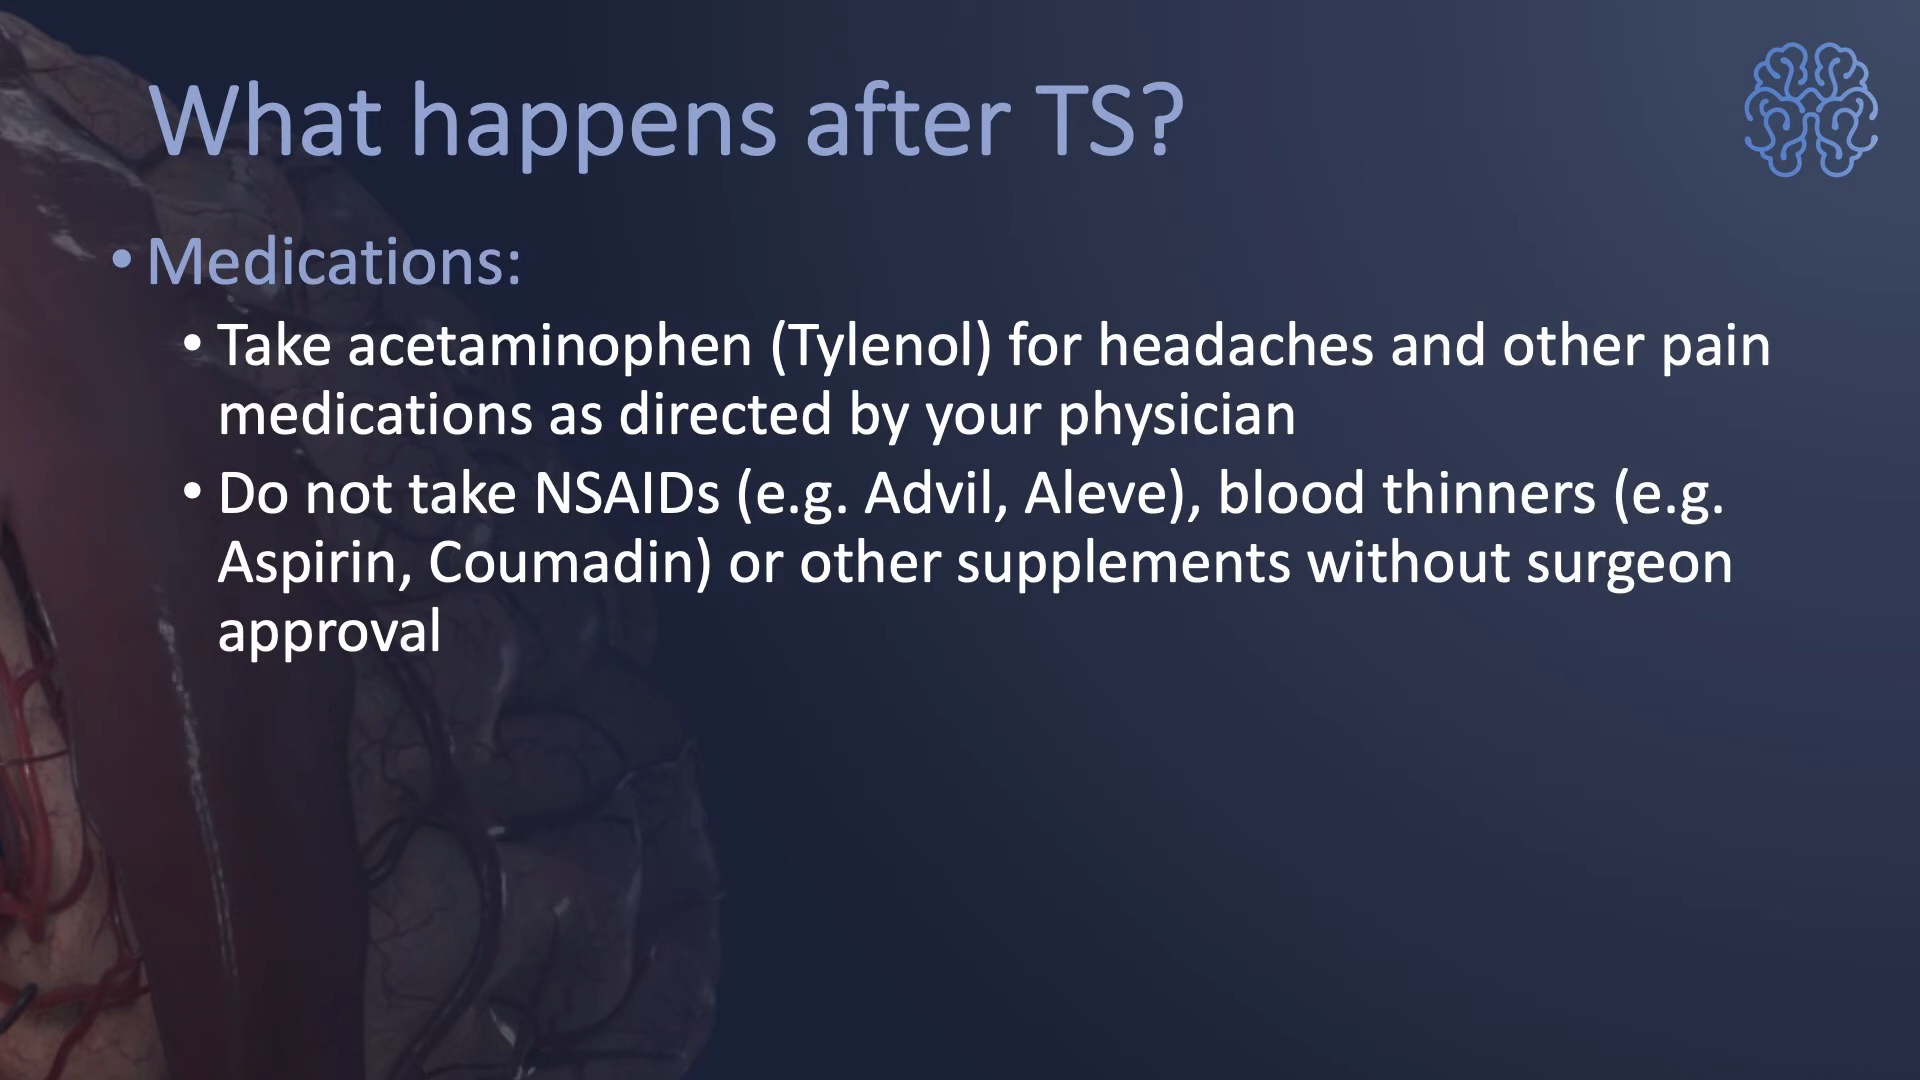 What happens after TS?
• Medications:
• Take acetaminophen (Tylenol) for headaches and other pain
medications as directed by your physician
• Do not take NSAIDs (e.g. Advil, Aleve), blood thinners (e.g.
Aspirin, Coumadin) or other supplements without surgeon
approval